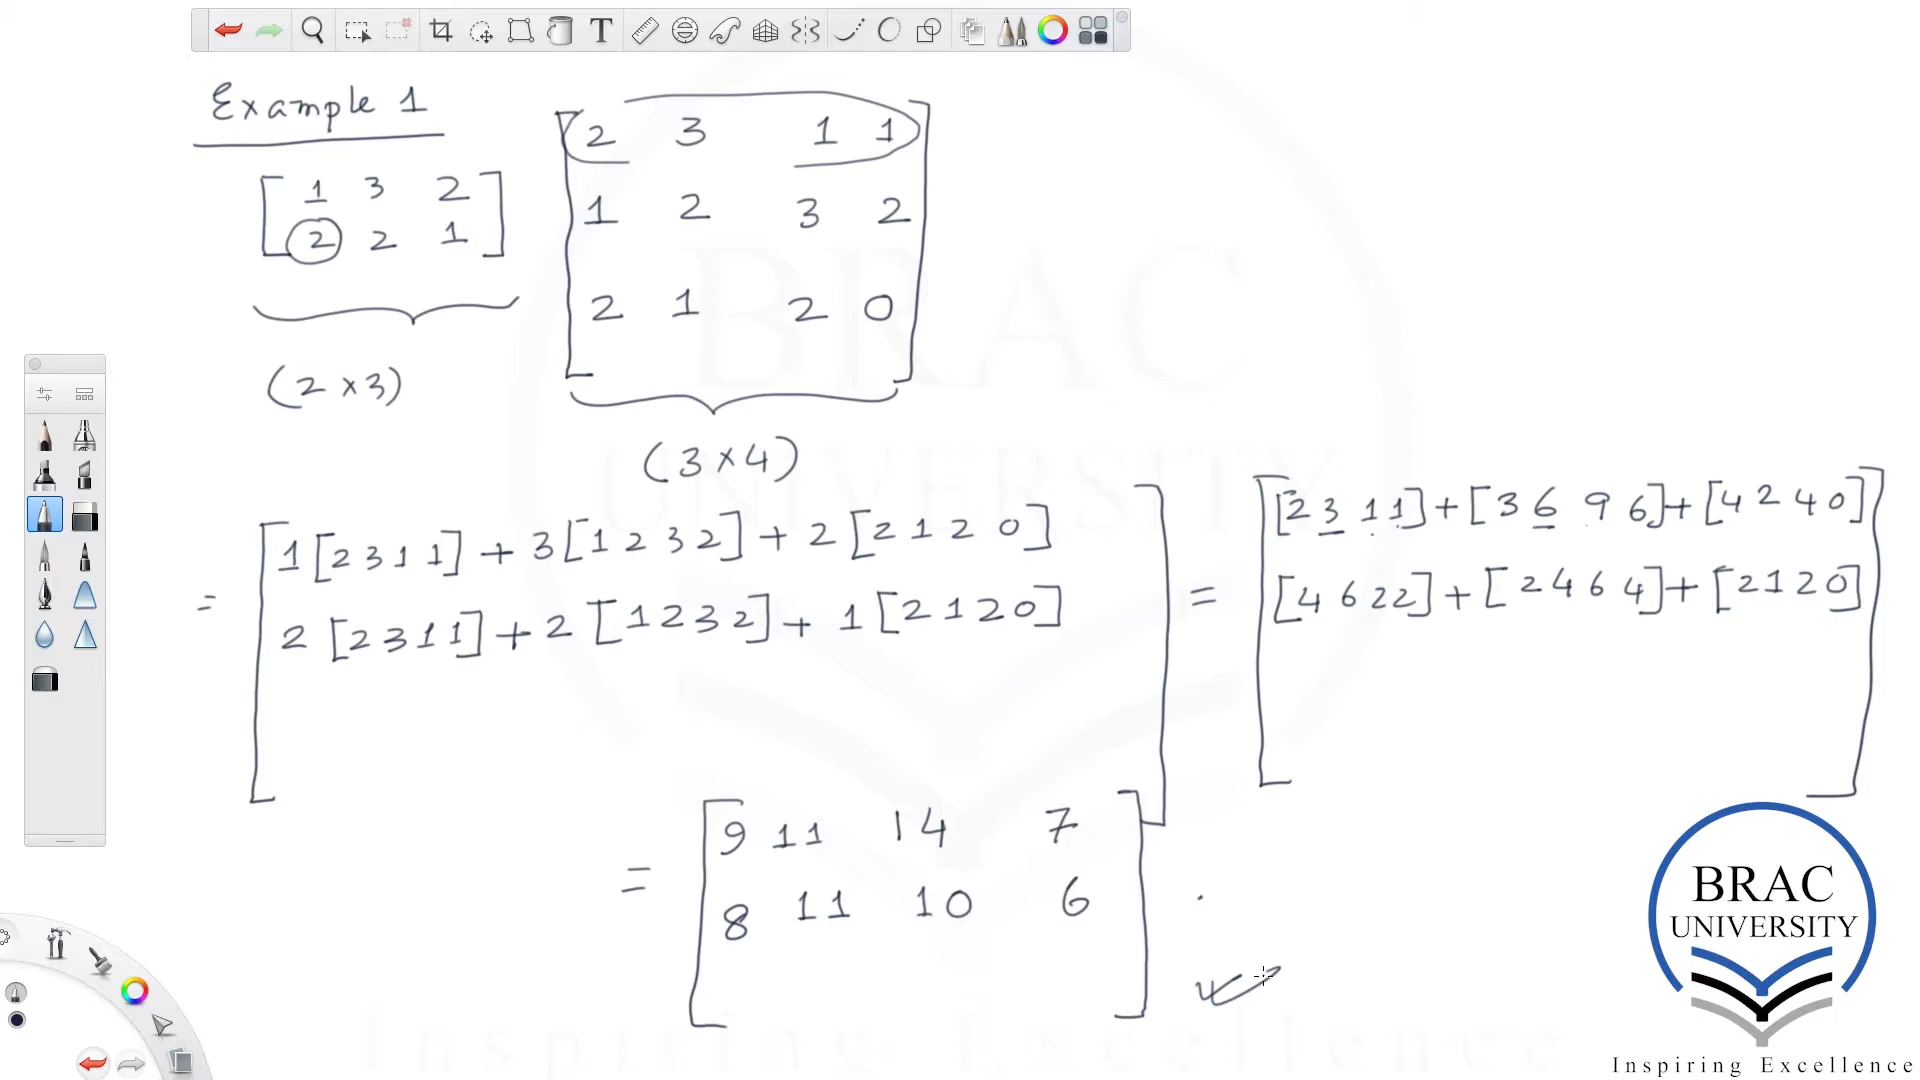 Example 1
[ 1 3 2
2 2 1 ]
[ 2 3 1 1
1 2 3 2
2 1 2 0 ]
(2 × 3)
(3 × 4)
= [ 1 [2 3 1 1] + 3 [1 2 3 2] + 2 [2 1 2 0]
2 [2 3 1 1] + 2 [1 2 3 2] + 1 [2 1 2 0] ]
= [ [2 3 1 1] + [3 6 9 6] + [4 2 4 0]
[4 6 2 2] + [2 4 6 4] + [2 1 2 0] ]
= [ 9 11 14 7
8 11 10 6 ] .
BRAC
UNIVERSITY
Inspiring Excellence
BRAC
UNIVERSITY
Inspiring Excellence